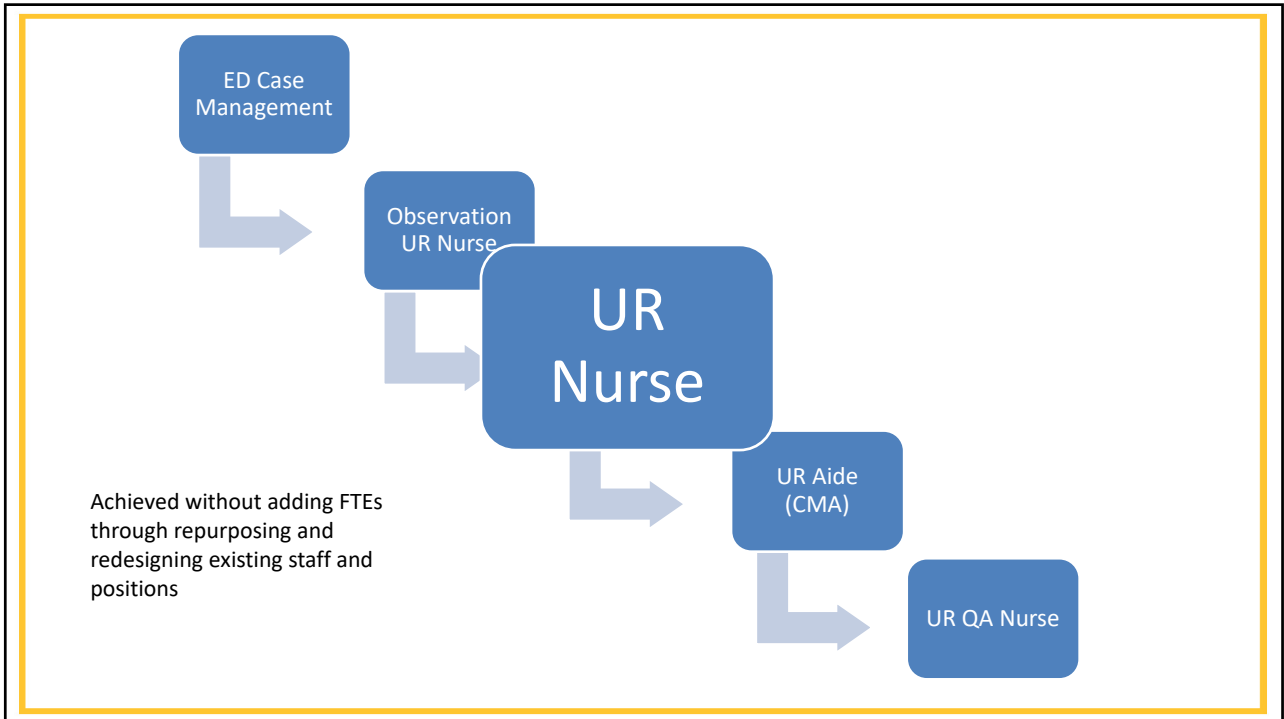 ED Case
Management
Observation
UR Nurse
UR
Nurse
UR Aide
(CMA)
UR QA Nurse
Achieved without adding FTEs
through repurposing and
redesigning existing staff and
positions